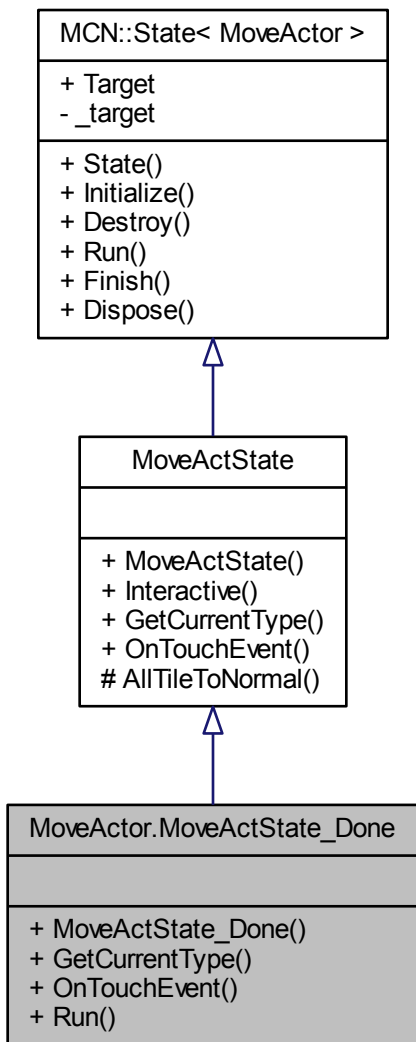 MCN::State< MoveActor >
+ Target
- _target
+ State()
+ Initialize()
+ Destroy()
+ Run()
+ Finish()
+ Dispose()
MoveActState
+ MoveActState()
+ Interactive()
+ GetCurrentType()
+ OnTouchEvent()
# AllTileToNormal()
MoveActor.MoveActState_Done
+ MoveActState_Done()
+ GetCurrentType()
+ OnTouchEvent()
+ Run()